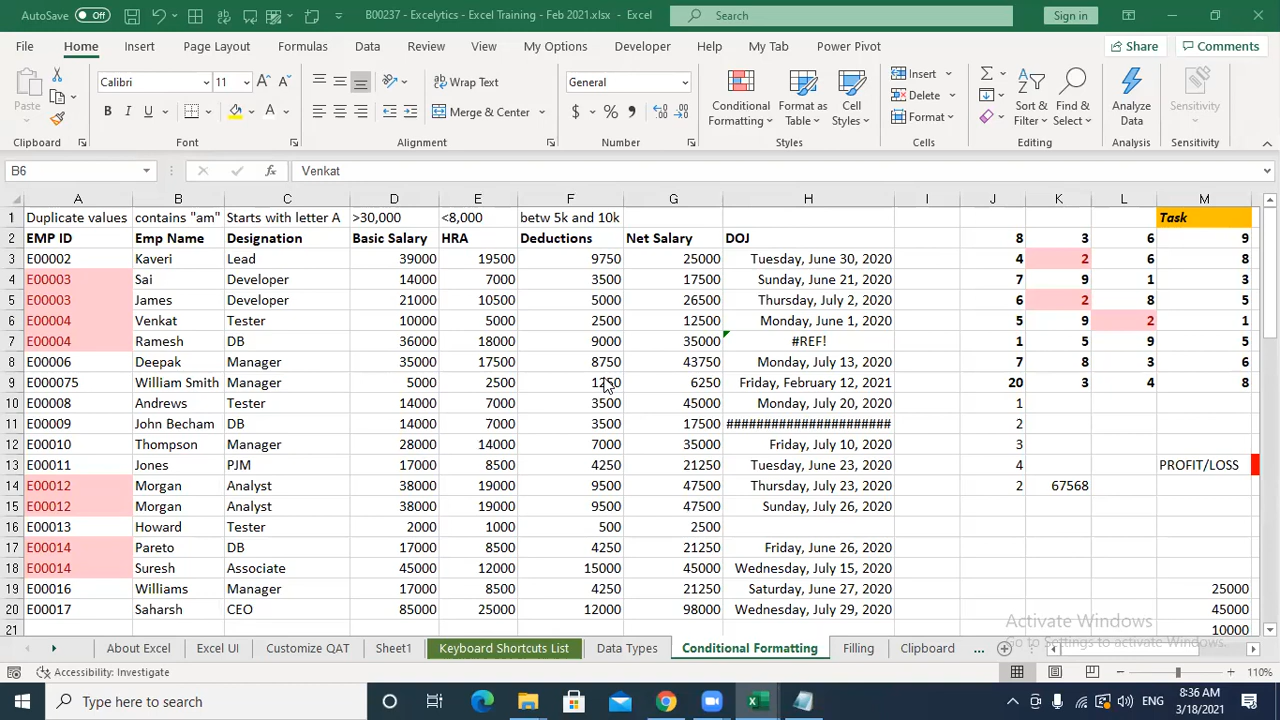 AutoSave Off B00237 - Excelytics - Excel Training - Feb 2021.xlsx - Excel Search Sign in
File Home Insert Page Layout Formulas Data Review View My Options Developer Help My Tab Power Pivot Share Comments
Paste Calibri 11 Wrap Text General Conditional Formatting Format as Table Cell Styles Insert Sort & Filter Find & Select Analyze Data Sensitivity
B I U A Merge & Center $ % Delete
Format
Clipboard Font Alignment Number Styles Cells Editing Analysis Sensitivity
B6 fx Venkat
A B C D E F G H I J K L M
1 Duplicate values contains "am" Starts with letter A >30,000 <8,000 betw 5k and 10k Task
2 EMP ID Emp Name Designation Basic Salary HRA Deductions Net Salary DOJ 8 3 6 9
3 E00002 Kaveri Lead 39000 19500 9750 25000 Tuesday, June 30, 2020 4 2 6 8
4 E00003 Sai Developer 14000 7000 3500 17500 Sunday, June 21, 2020 7 9 1 3
5 E00003 James Developer 21000 10500 5000 26500 Thursday, July 2, 2020 6 2 8 5
6 E00004 Venkat Tester 10000 5000 2500 12500 Monday, June 1, 2020 5 9 2 1
7 E00004 Ramesh DB 36000 18000 9000 35000 #REF! 1 5 9 5
8 E00006 Deepak Manager 35000 17500 8750 43750 Monday, July 13, 2020 7 8 3 6
9 E000075 William Smith Manager 5000 2500 1250 6250 Friday, February 12, 2021 20 3 4 8
10 E00008 Andrews Tester 14000 7000 3500 45000 Monday, July 20, 2020 1
11 E00009 John Becham DB 14000 7000 3500 17500 ###################### 2
12 E00010 Thompson Manager 28000 14000 7000 35000 Friday, July 10, 2020 3
13 E00011 Jones PJM 17000 8500 4250 21250 Tuesday, June 23, 2020 4 PROFIT/LOSS
14 E00012 Morgan Analyst 38000 19000 9500 47500 Thursday, July 23, 2020 2 67568
15 E00012 Morgan Analyst 38000 19000 9500 47500 Sunday, July 26, 2020
16 E00013 Howard Tester 2000 1000 500 2500
17 E00014 Pareto DB 17000 8500 4250 21250 Friday, June 26, 2020
18 E00014 Suresh Associate 45000 12000 15000 45000 Wednesday, July 15, 2020
19 E00016 Williams Manager 17000 8500 4250 21250 Saturday, June 27, 2020 25000
20 E00017 Saharsh CEO 85000 25000 12000 98000 Wednesday, July 29, 2020 45000
21 10000
Activate Windows
Go to Settings to activate Windows.
About Excel Excel UI Customize QAT Sheet1 Keyboard Shortcuts List Data Types Conditional Formatting Filling Clipboard ...
Accessibility: Investigate 110%
Type here to search ENG 8:36 AM
3/18/2021